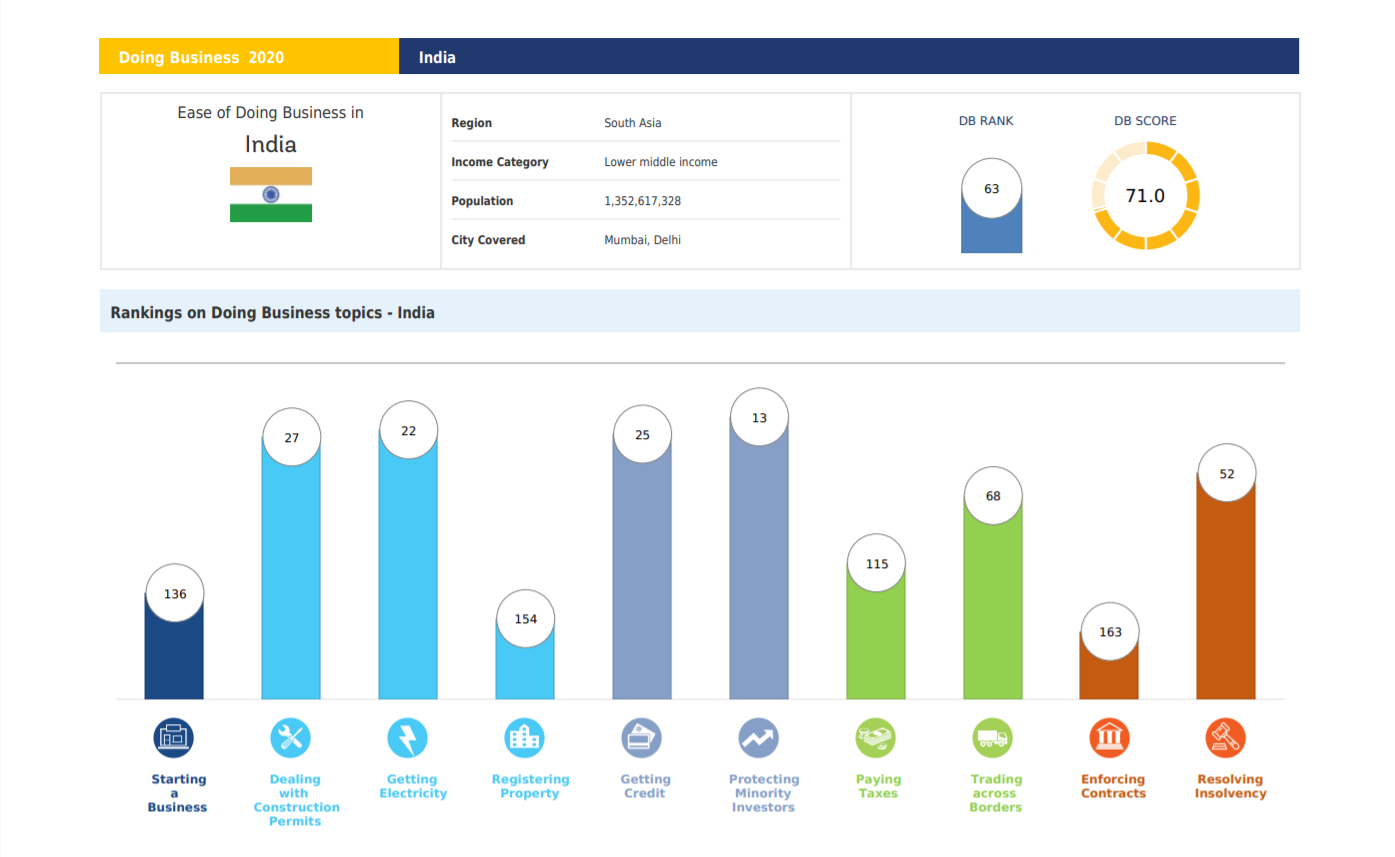 Doing Business 2020
India
Ease of Doing Business in
India
Region South Asia
Income Category Lower middle income
Population 1,352,617,328
City Covered Mumbai, Delhi
DB RANK DB SCORE
63 71.0
Rankings on Doing Business topics - India
136
27
22
154
25
13
115
68
163
52
Starting
a
Business
Dealing
with
Construction
Permits
Getting
Electricity
Registering
Property
Getting
Credit
Protecting
Minority
Investors
Paying
Taxes
Trading
across
Borders
Enforcing
Contracts
Resolving
Insolvency